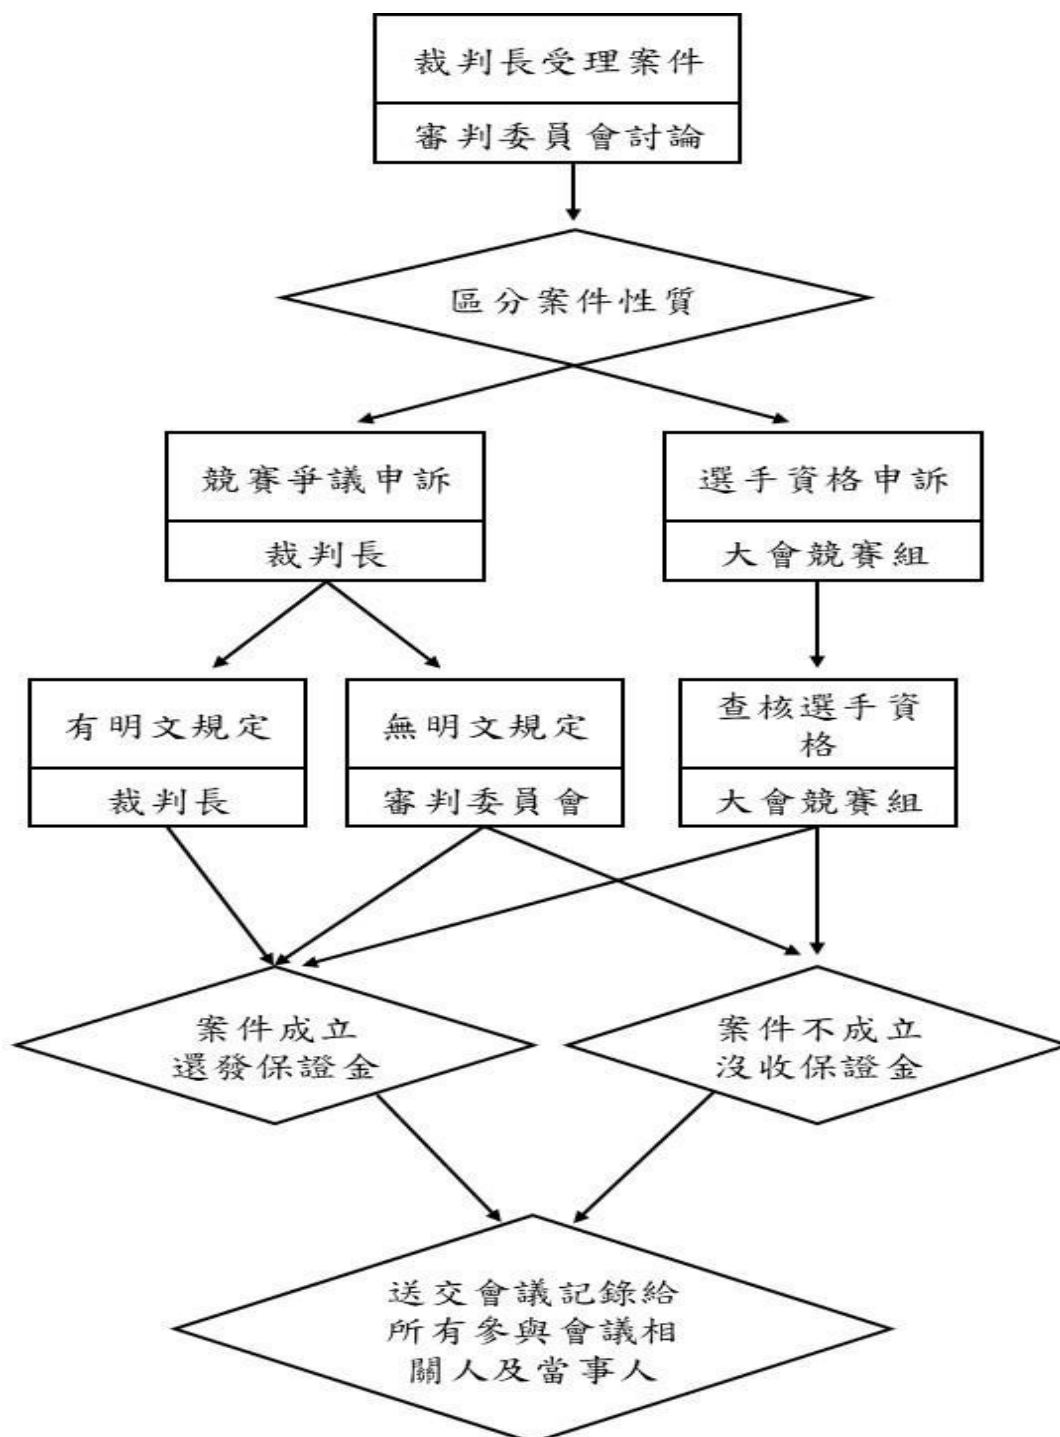 裁判長受理案件
審判委員會討論
區分案件性質
競賽爭議申訴
裁判長
選手資格申訴
大會競賽組
有明文規定
裁判長
無明文規定
審判委員會
查核選手資
格
大會競賽組
案件成立
還發保證金
案件不成立
沒收保證金
送交會議記錄給
所有參與會議相
關人及當事人